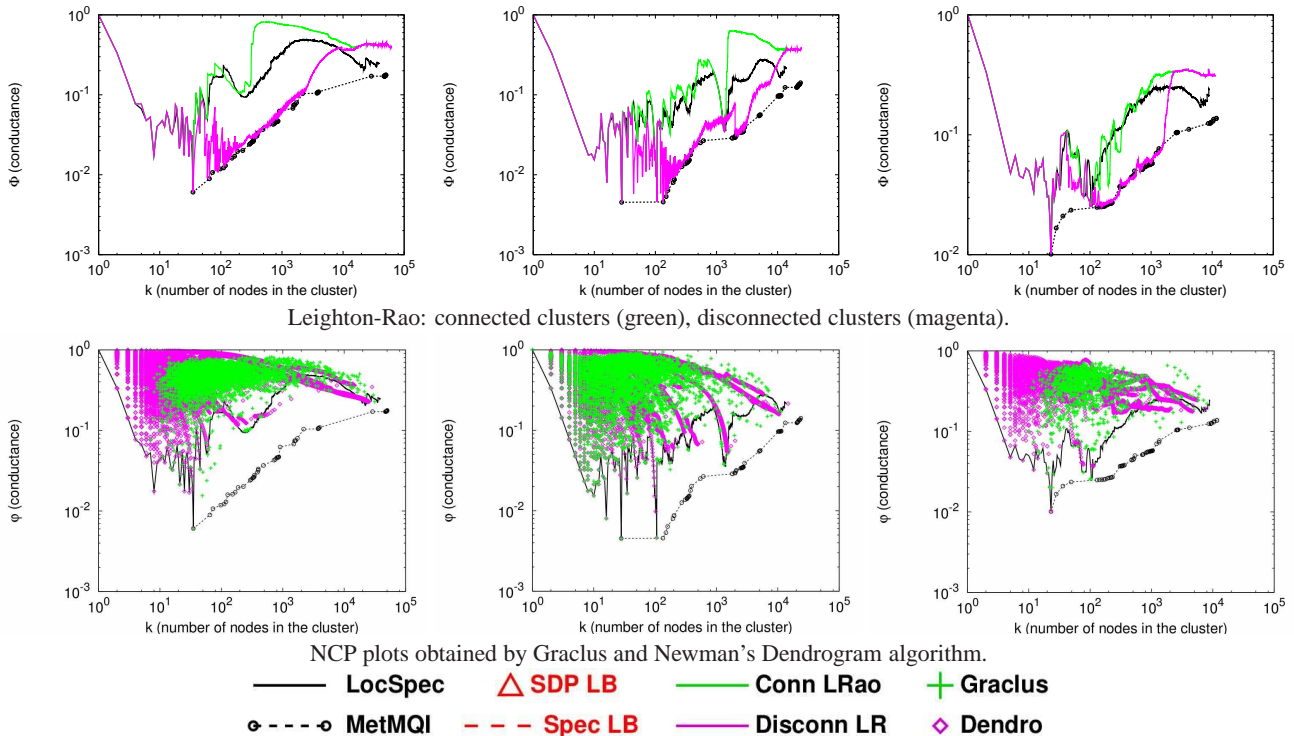 10^0
10^-1
10^-2
10^-3
Φ (conductance)
10^0 10^1 10^2 10^3 10^4 10^5
k (number of nodes in the cluster)
10^0
10^-1
10^-2
10^-3
Φ (conductance)
10^0 10^1 10^2 10^3 10^4 10^5
k (number of nodes in the cluster)
10^0
10^-1
10^-2
Φ (conductance)
10^0 10^1 10^2 10^3 10^4 10^5
k (number of nodes in the cluster)
Leighton-Rao: connected clusters (green), disconnected clusters (magenta).
10^0
10^-1
10^-2
10^-3
φ (conductance)
10^0 10^1 10^2 10^3 10^4 10^5
k (number of nodes in the cluster)
10^0
10^-1
10^-2
10^-3
φ (conductance)
10^0 10^1 10^2 10^3 10^4 10^5
k (number of nodes in the cluster)
10^0
10^-1
10^-2
10^-3
φ (conductance)
10^0 10^1 10^2 10^3 10^4 10^5
k (number of nodes in the cluster)
NCP plots obtained by Graclus and Newman's Dendrogram algorithm.
LocSpec SDP LB Conn LRao Graclus
MetMQI Spec LB Disconn LR Dendro